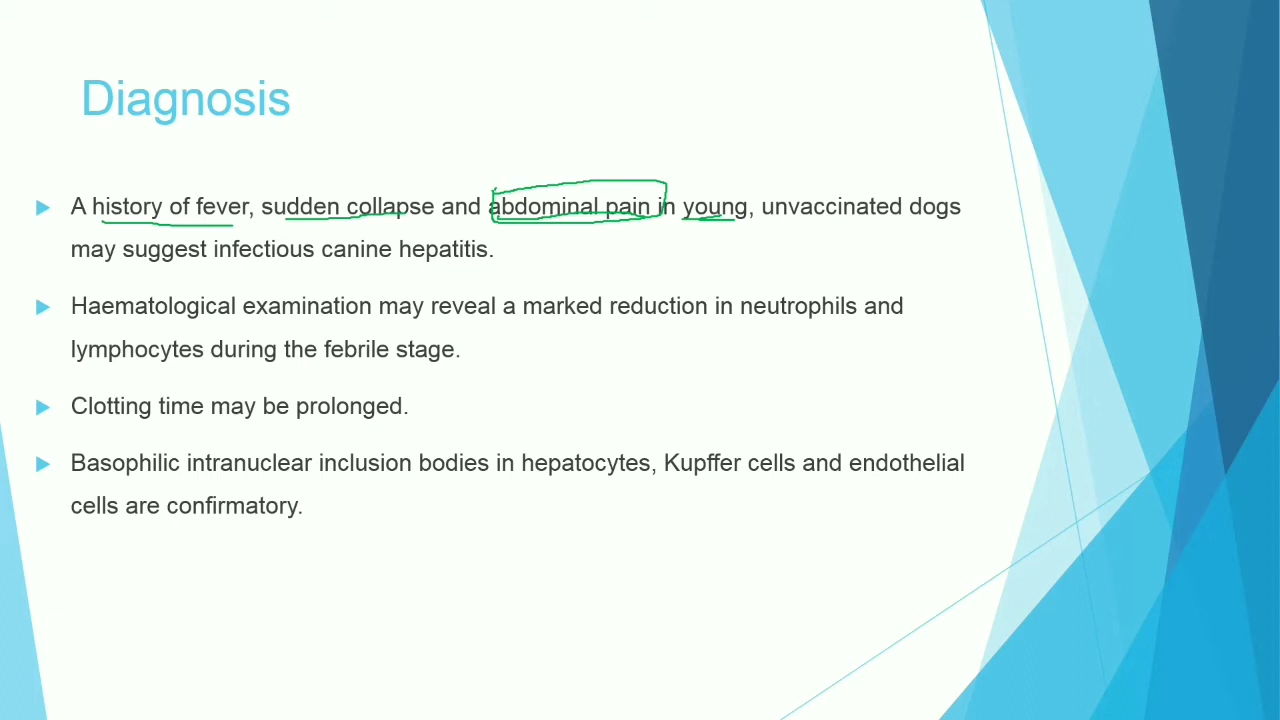 Diagnosis
A history of fever, sudden collapse and abdominal pain in young, unvaccinated dogs
may suggest infectious canine hepatitis.
Haematological examination may reveal a marked reduction in neutrophils and
lymphocytes during the febrile stage.
Clotting time may be prolonged.
Basophilic intranuclear inclusion bodies in hepatocytes, Kupffer cells and endothelial
cells are confirmatory.